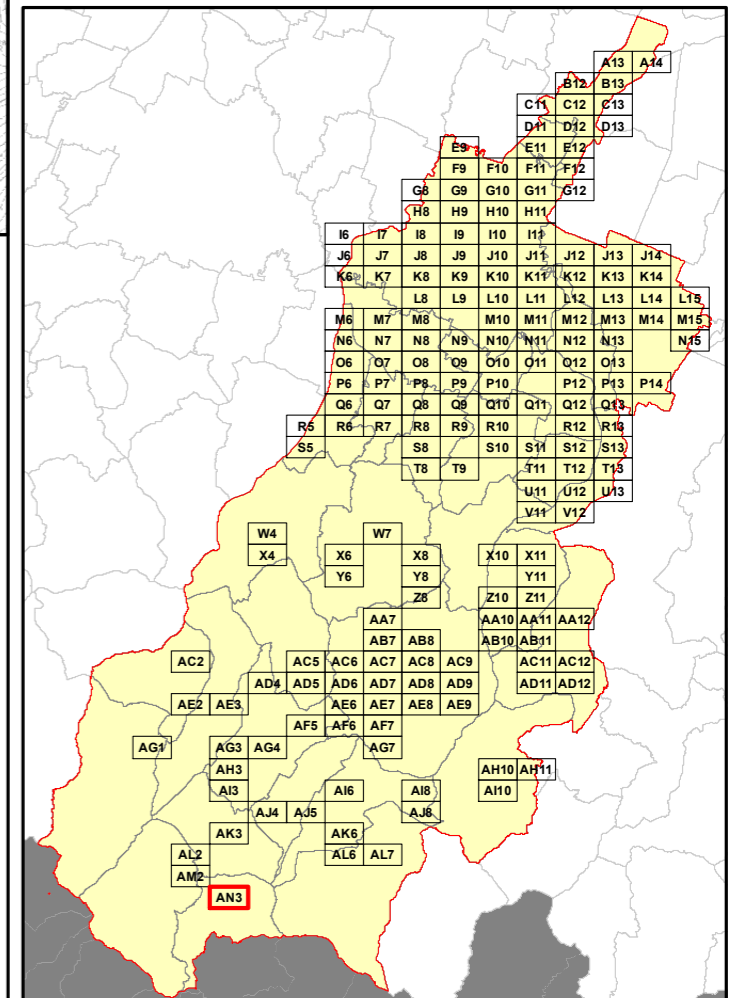 A13 A14
B12 B13
C11 C12 C13
D11 D12 D13
E9 E11 E12
F9 F10 F11 F12
G8 G9 G10 G11 G12
H8 H9 H10 H11
I6 I7 I8 I9 I10 I11
J6 J7 J8 J9 J10 J11 J12 J13 J14
K6 K7 K8 K9 K10 K11 K12 K13 K14
L8 L9 L10 L11 L12 L13 L14 L15
M6 M7 M8 M10 M11 M12 M13 M14 M15
N6 N7 N8 N9 N10 N11 N12 N13 N15
O6 O7 O8 O9 O10 O11 O12 O13
P6 P7 P8 P9 P10 P12 P13 P14
Q6 Q7 Q8 Q9 Q10 Q11 Q12 Q13
R5 R6 R7 R8 R9 R10 R12 R13
S5 S8 S10 S11 S12 S13
T8 T9 T11 T12 T13
U11 U12 U13
V11 V12
W4 W7
X4 X6 X8 X10 X11
Y6 Y8 Y11
Z8 Z10 Z11
AA7 AA10 AA11 AA12
AB7 AB8 AB10 AB11
AC2 AC5 AC6 AC7 AC8 AC9 AC11 AC12
AD4 AD5 AD6 AD7 AD8 AD9 AD11 AD12
AE2 AE3 AE6 AE7 AE8 AE9
AF5 AF6 AF7
AG1 AG3 AG4 AG7
AH3 AH10 AH11
AI3 AI6 AI8 AI10
AJ4 AJ5 AJ8
AK3 AK6
AL2 AL6 AL7
AM2
AN3